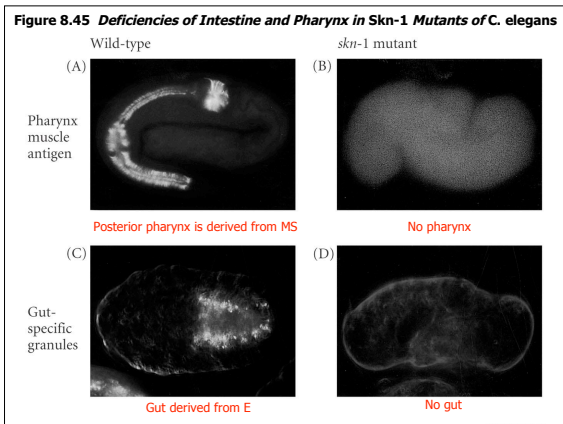 Figure 8.45 Deficiencies of Intestine and Pharynx in Skn-1 Mutants of C. elegans
Wild-type
skn-1 mutant
(A)
(B)
Pharynx
muscle
antigen
Posterior pharynx is derived from MS
No pharynx
(C)
(D)
Gut-
specific
granules
Gut derived from E
No gut